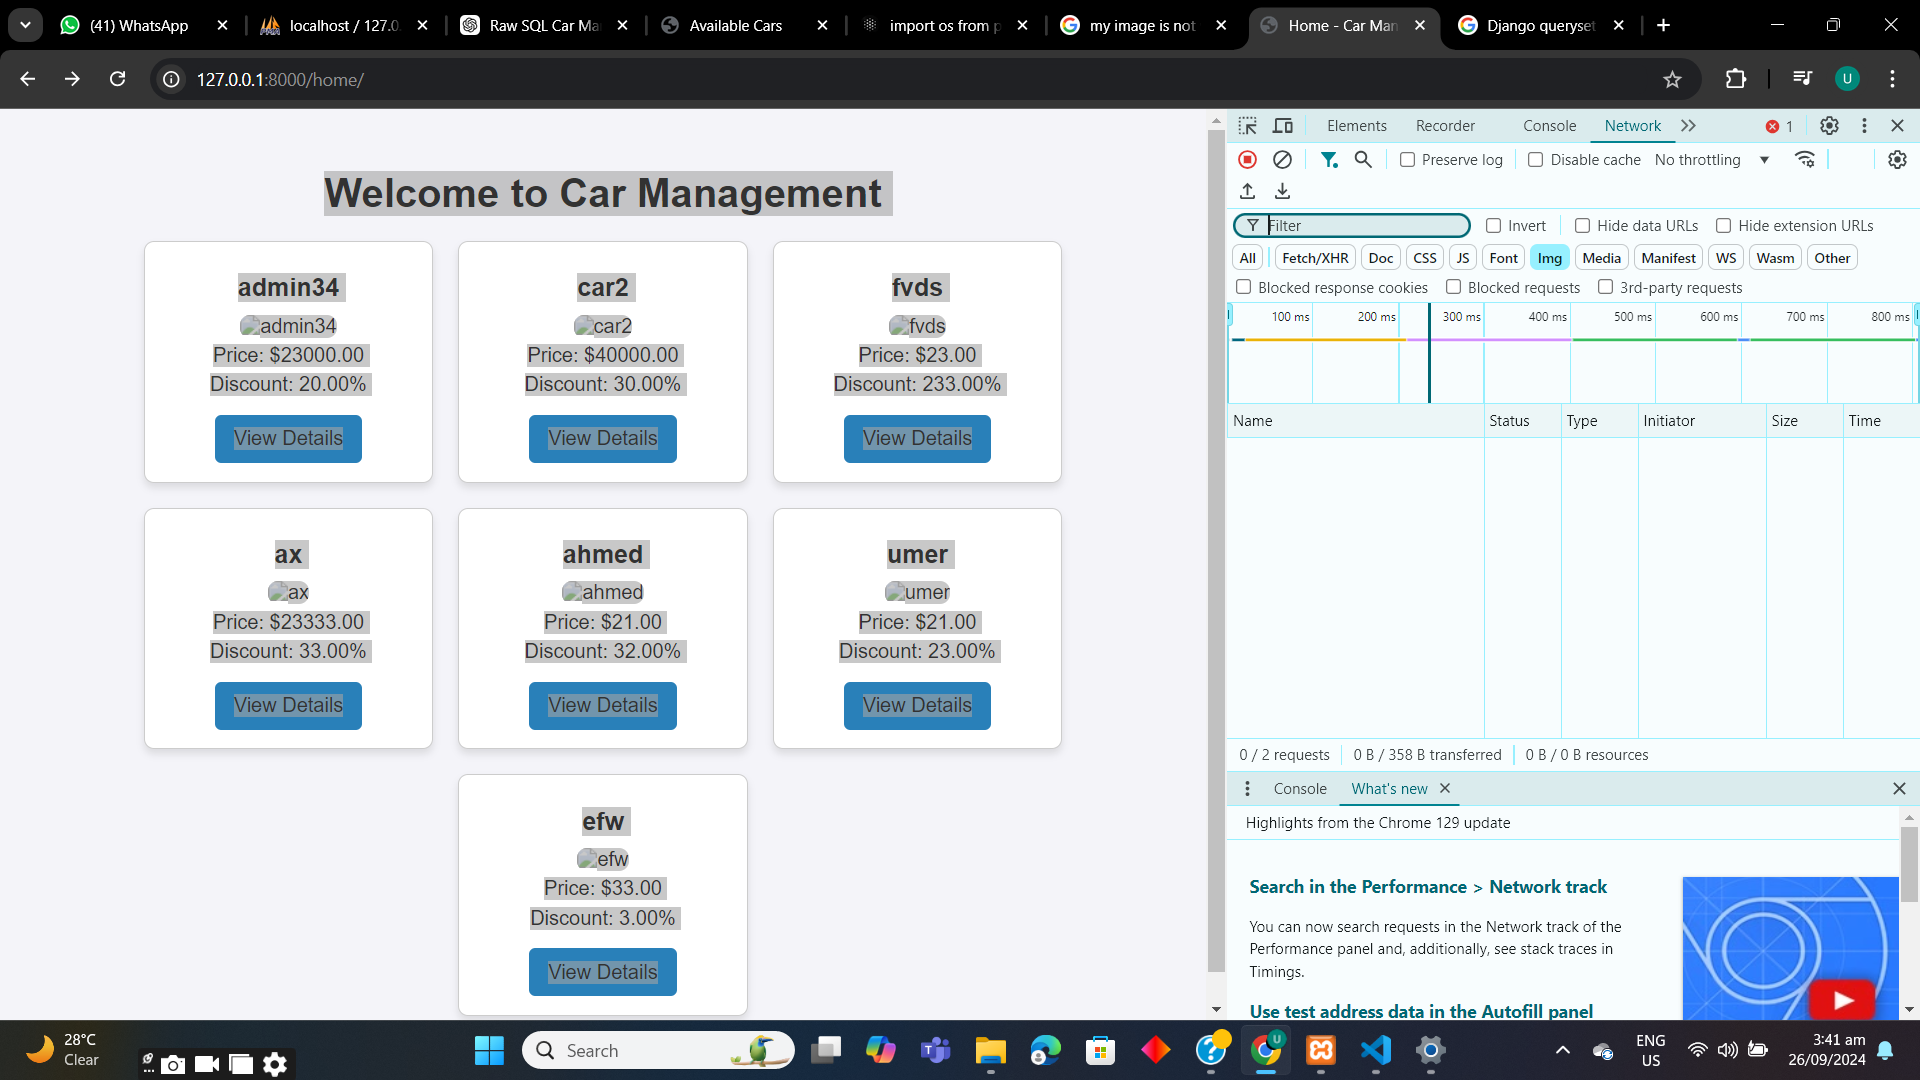 (41) WhatsApp
localhost / 127.0.
Raw SQL Car Ma
Available Cars
import os from p
my image is not
Home - Car Man
Django queryset
127.0.0.1:8000/home/
U
Welcome to Car Management
admin34
admin34
Price: $23000.00
Discount: 20.00%
View Details
car2
car2
Price: $40000.00
Discount: 30.00%
View Details
fvds
fvds
Price: $23.00
Discount: 233.00%
View Details
ax
ax
Price: $23333.00
Discount: 33.00%
View Details
ahmed
ahmed
Price: $21.00
Discount: 32.00%
View Details
umer
umer
Price: $21.00
Discount: 23.00%
View Details
efw
efw
Price: $33.00
Discount: 3.00%
View Details
Elements Recorder Console Network 1
Preserve log Disable cache No throttling
Filter Invert Hide data URLs Hide extension URLs
All Fetch/XHR Doc CSS JS Font Img Media Manifest WS Wasm Other
Blocked response cookies Blocked requests 3rd-party requests
100 ms 200 ms 300 ms 400 ms 500 ms 600 ms 700 ms 800 ms
Name Status Type Initiator Size Time
0 / 2 requests 0 B / 358 B transferred 0 B / 0 B resources
Console What's new
Highlights from the Chrome 129 update
Search in the Performance > Network track
You can now search requests in the Network track of the
Performance panel and, additionally, see stack traces in
Timings.
Use test address data in the Autofill panel
28°C
Clear
Search
U
ENG
US
3:41 am
26/09/2024